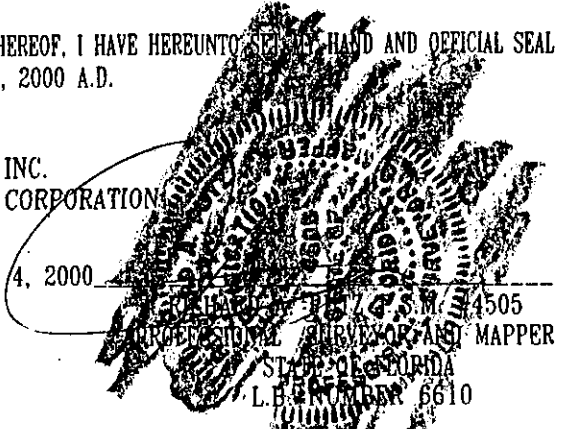 HEREOF, I HAVE HEREUNTO SET MY HAND AND OFFICIAL SEAL
, 2000 A.D.
INC.
CORPORATION
4, 2000
RICHARD S.M. 4505
PROFESSIONAL SURVEYOR AND MAPPER
STATE OF FLORIDA
L.B. NUMBER 6610